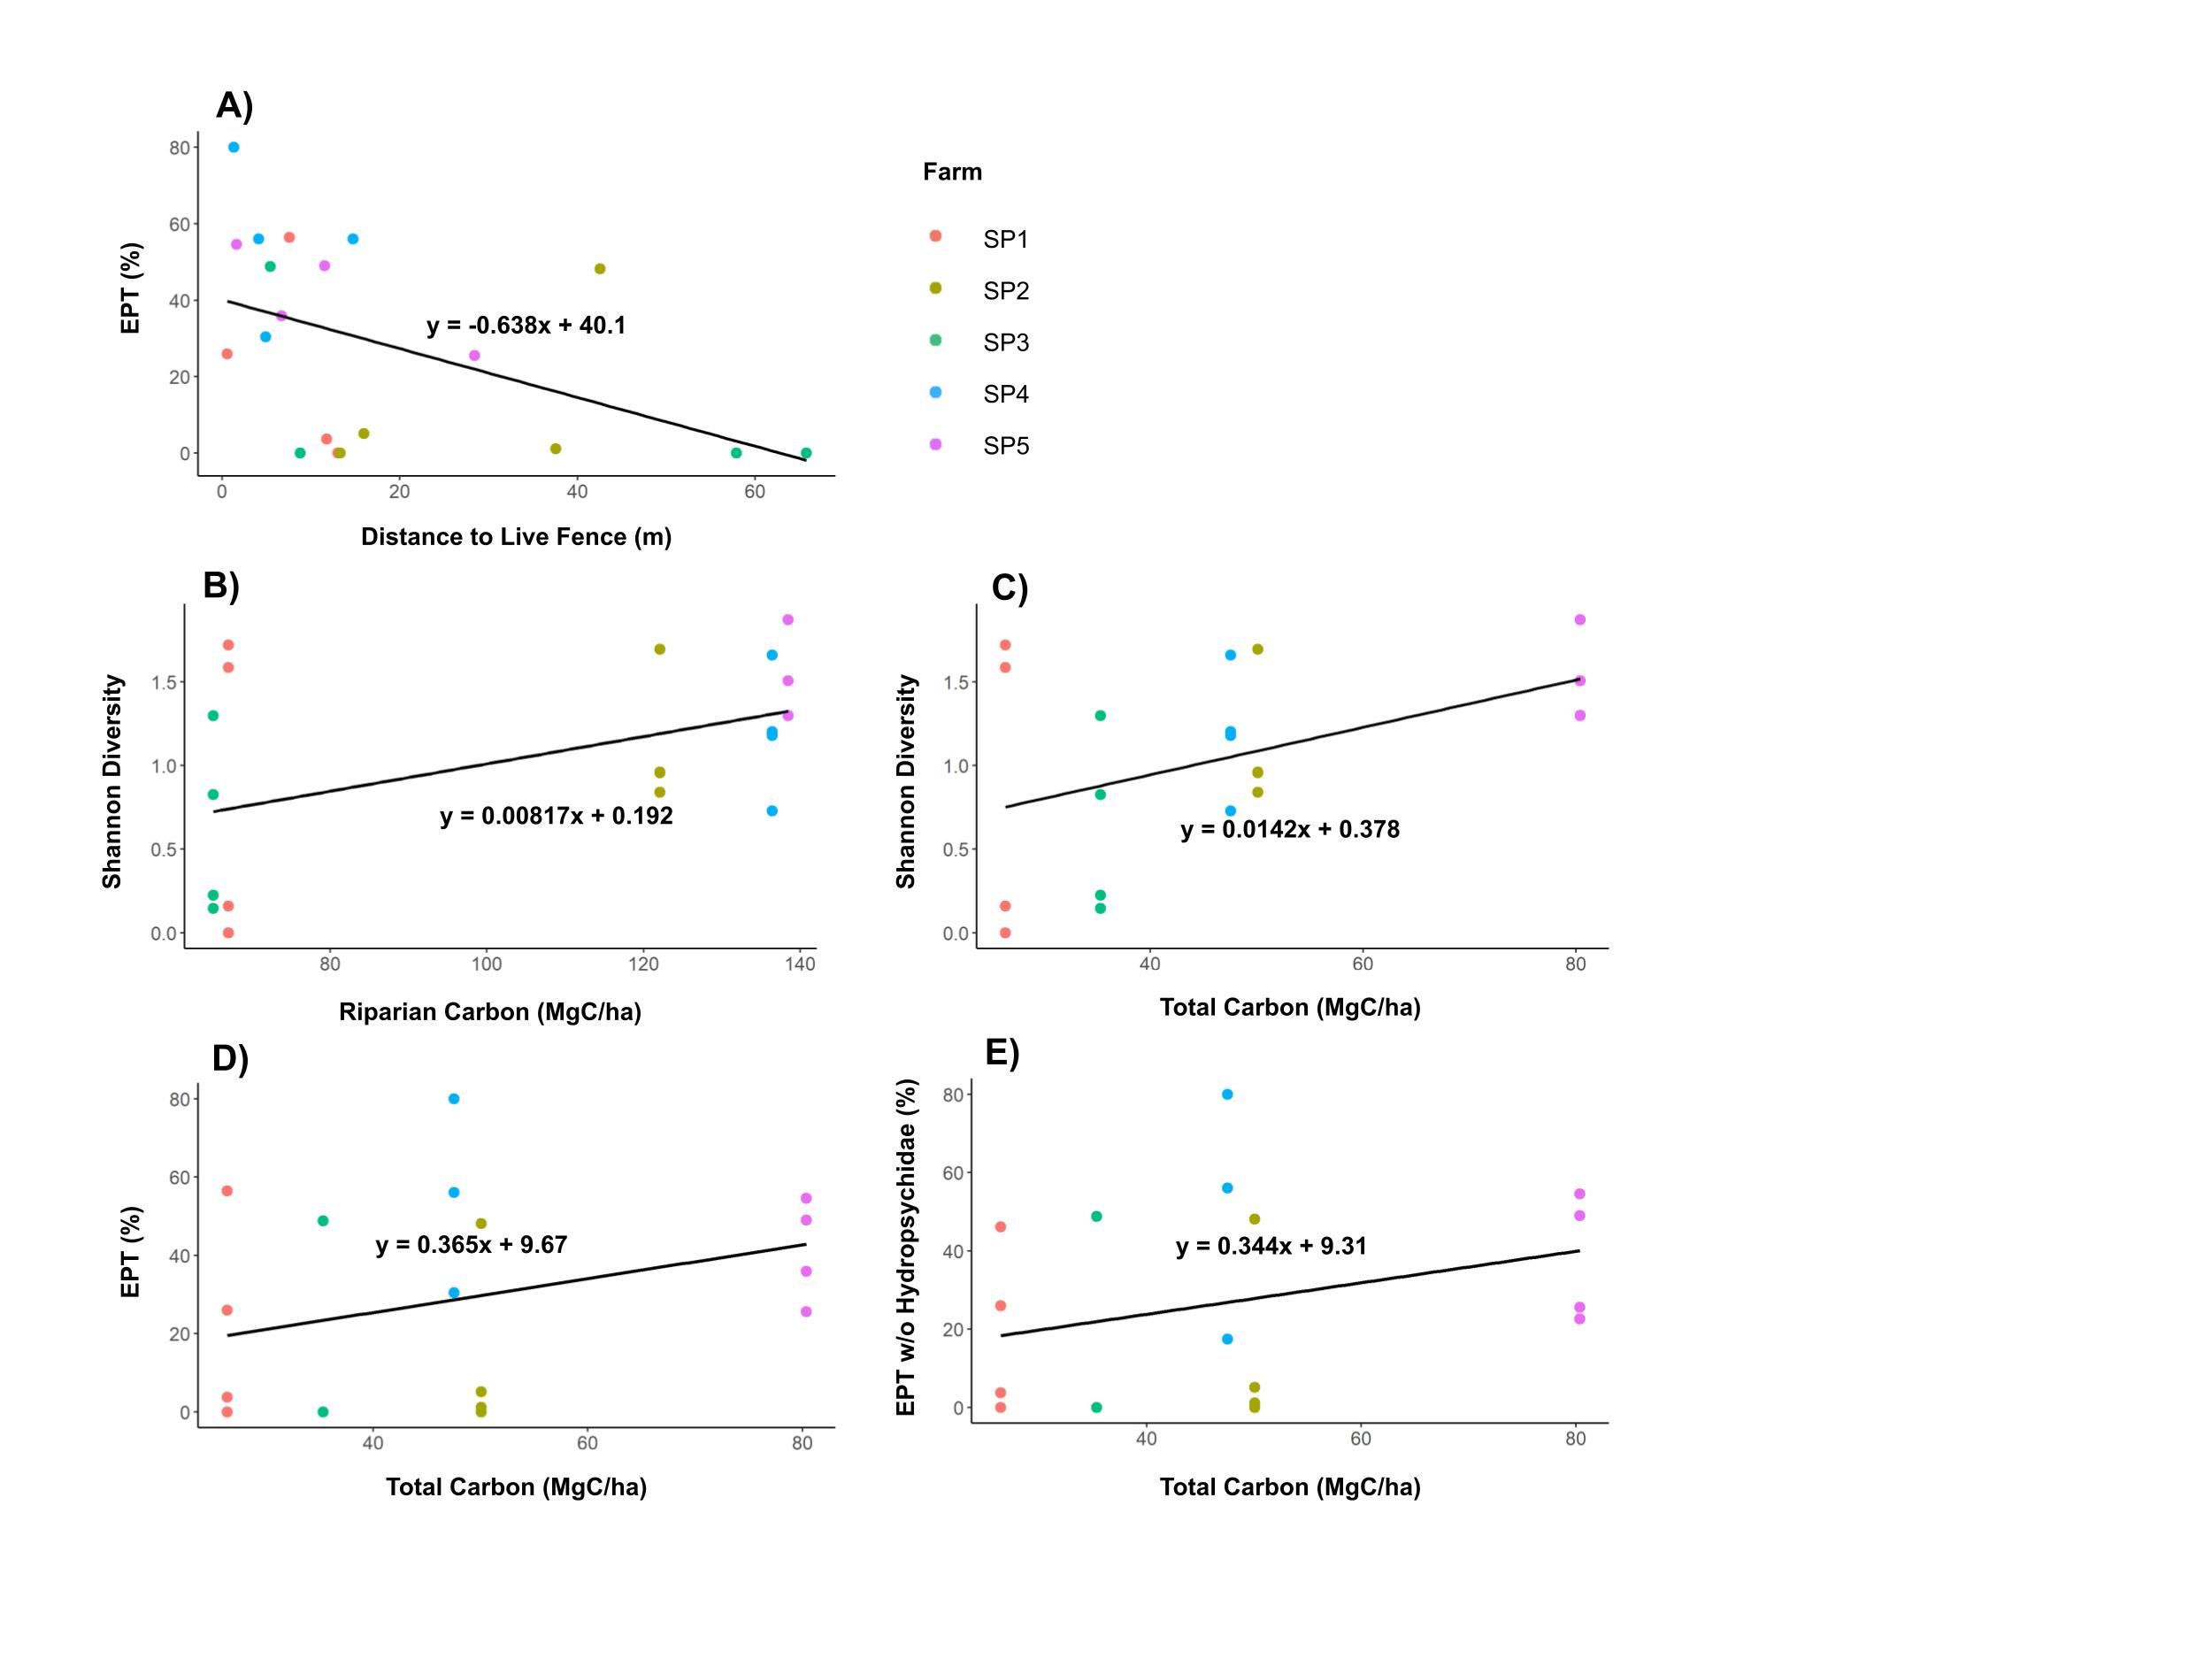 A)
80
60
40
20
0
EPT (%)
y = -0.638x + 40.1
0 20 40 60
Distance to Live Fence (m)
Farm
SP1
SP2
SP3
SP4
SP5
B)
1.5
1.0
0.5
0.0
Shannon Diversity
y = 0.00817x + 0.192
80 100 120 140
Riparian Carbon (MgC/ha)
C)
1.5
1.0
0.5
0.0
Shannon Diversity
y = 0.0142x + 0.378
40 60 80
Total Carbon (MgC/ha)
D)
80
60
40
20
0
EPT (%)
y = 0.365x + 9.67
40 60 80
Total Carbon (MgC/ha)
E)
80
60
40
20
0
EPT w/o Hydropsychidae (%)
y = 0.344x + 9.31
40 60 80
Total Carbon (MgC/ha)